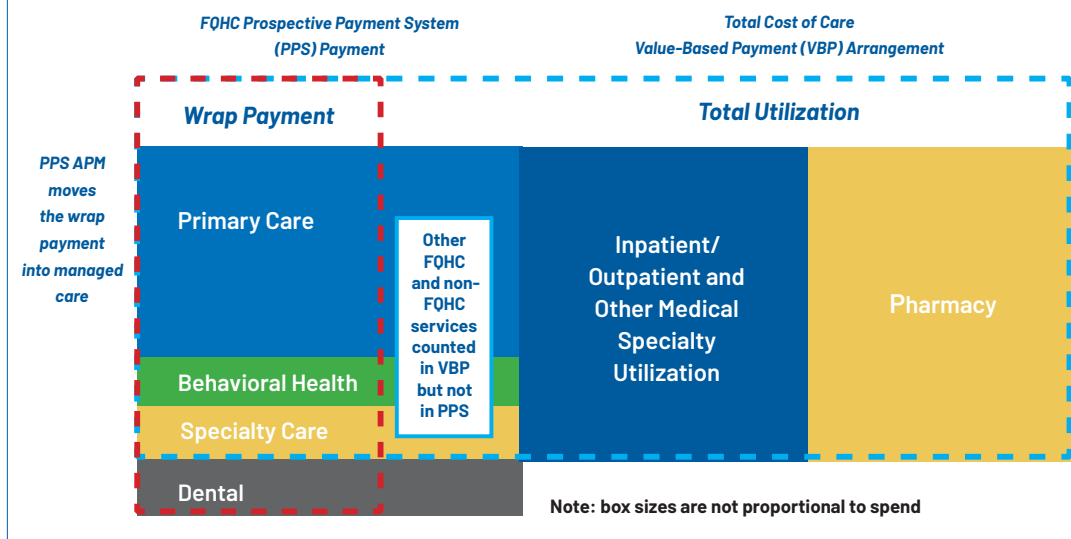 FQHC Prospective Payment System
(PPS) Payment
Total Cost of Care
Value-Based Payment (VBP) Arrangement
Wrap Payment
Total Utilization
PPS APM
moves
the wrap
payment
into managed
care
Primary Care
Other
FQHC
and non-
FQHC
services
counted
in VBP
but not
in PPS
Inpatient/
Outpatient and
Other Medical
Specialty
Utilization
Pharmacy
Behavioral Health
Specialty Care
Dental
Note: box sizes are not proportional to spend